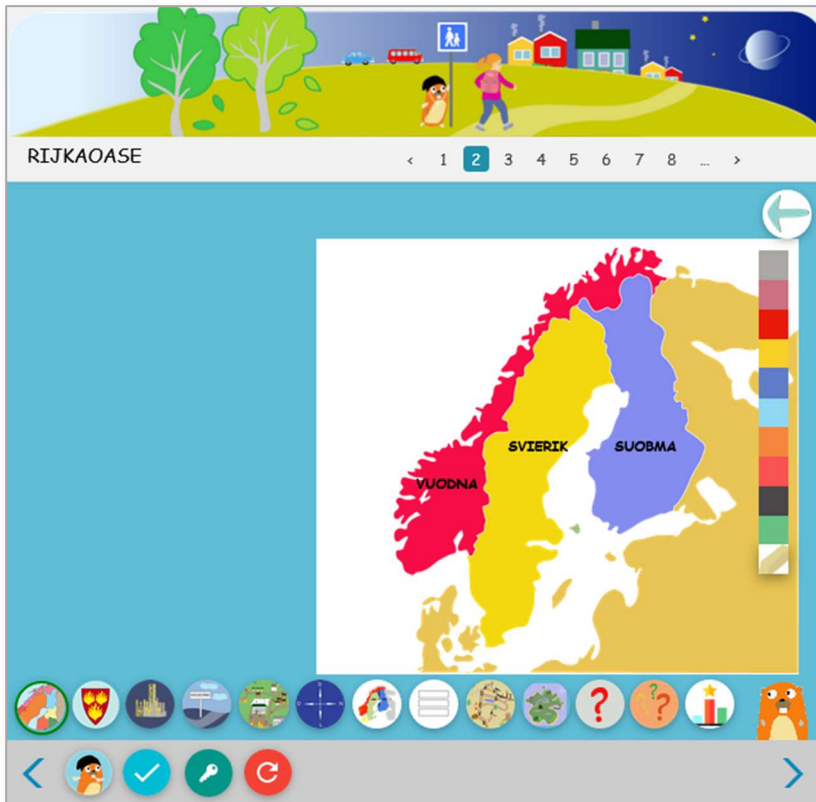 RIJKAOASE
‹ 1 2 3 4 5 6 7 8 ... ›
SVIERIK
SUOBMA
VUODNA
?
? ?